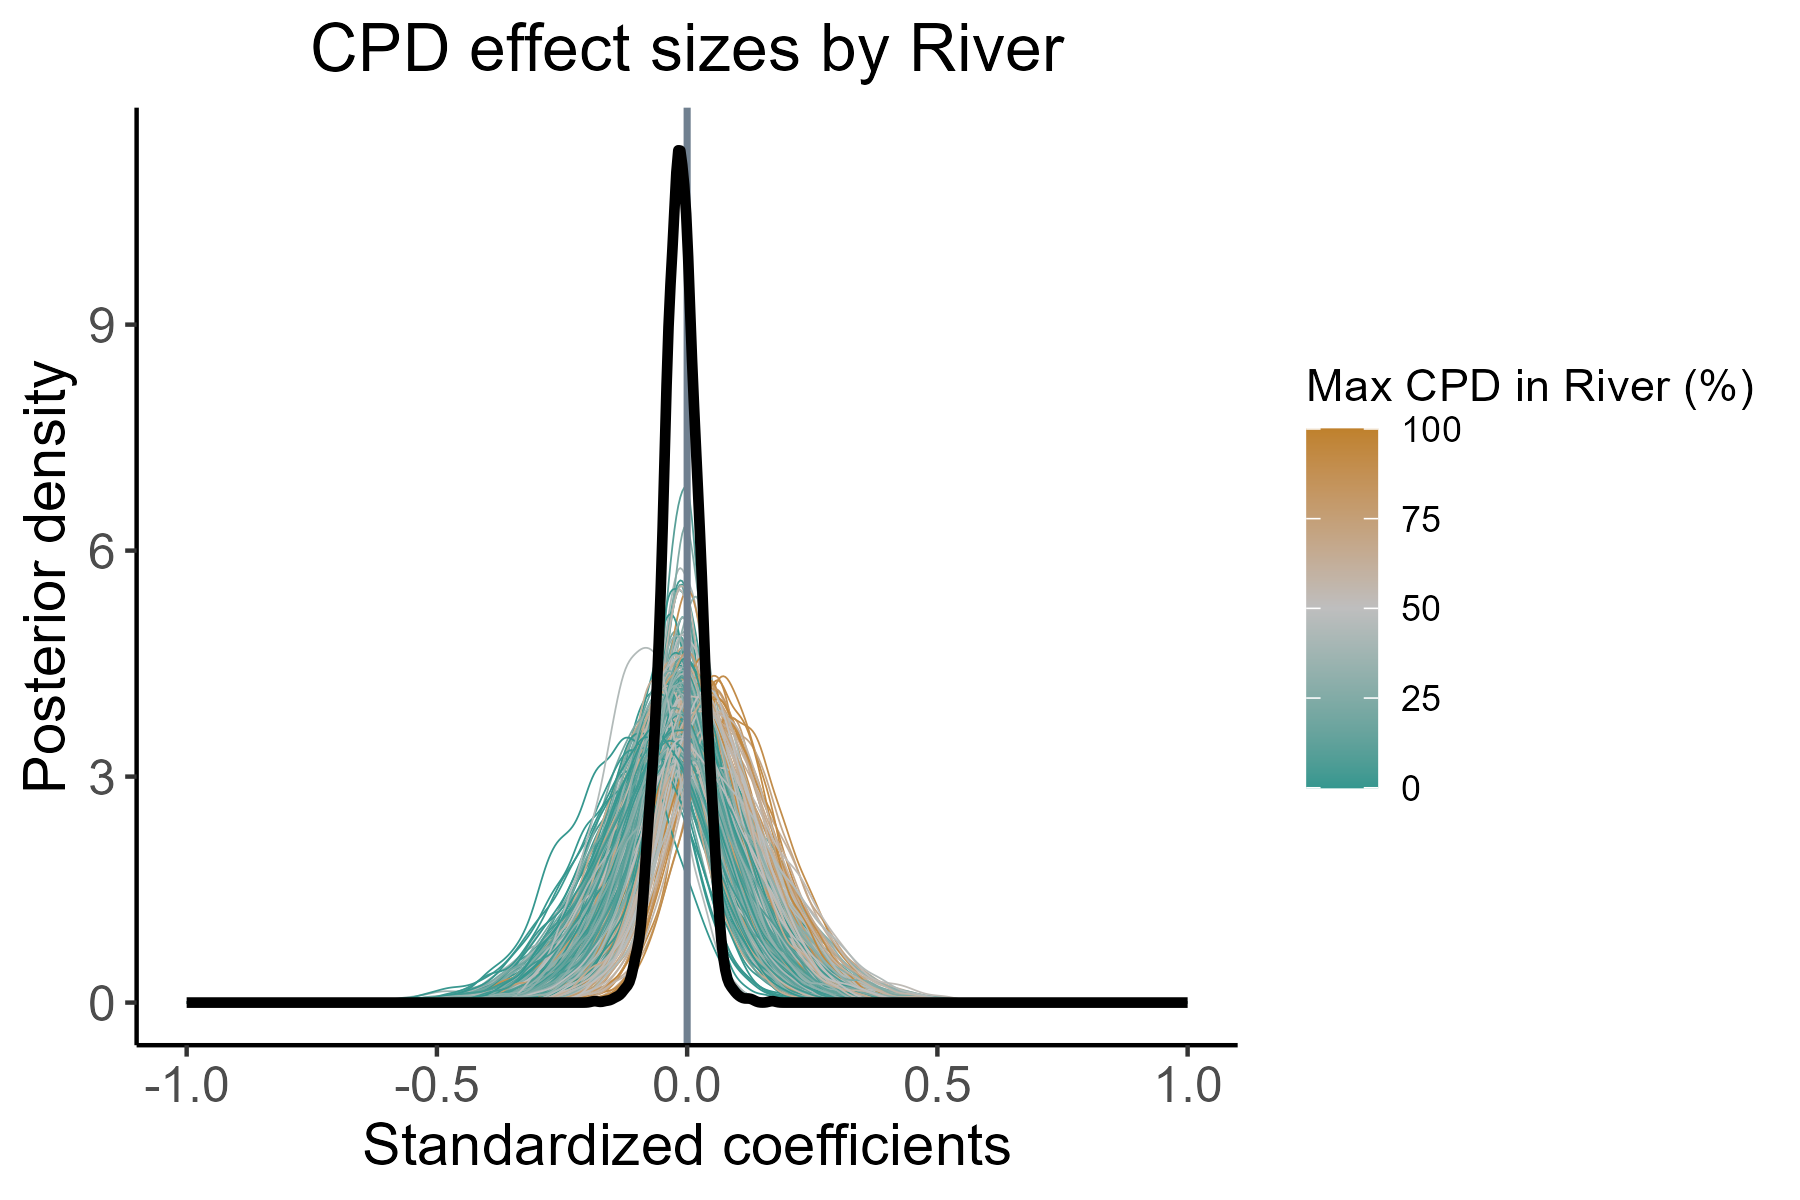 CPD effect sizes by River
Posterior density
9
6
3
0
-1.0 -0.5 0.0 0.5 1.0
Standardized coefficients
Max CPD in River (%)
100
75
50
25
0